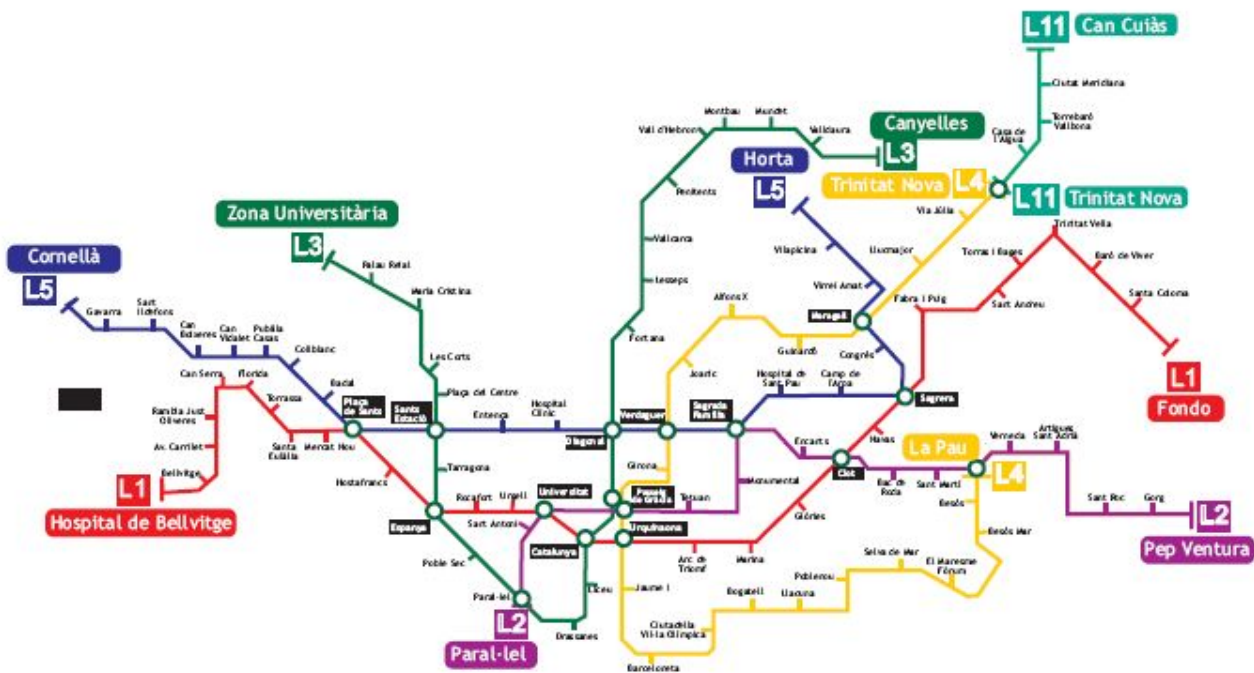 L11 Can Cuiàs
Ciutat Meridiana
Torrebaró
Vallbona
Casa de
l'Aigua
Montbau
Mundet
Vall d'Hebron
Valldaura
Canyelles
L3
Horta
L5
Trinitat Nova L4
L11 Trinitat Nova
Penitents
Via Júlia
Trinitat Vella
Zona Universitària
L3
Vallcarca
Vilapicina
Llucmajor
Torras i Bages
Baró de Viver
Cornellà
L5
Palau Reial
Lesseps
Virrei Amat
Santa Coloma
Maria Cristina
Alfons X
Maragall
Fabra i Puig
Sant Andreu
Gavarra
Sant
Ildefons
Can
Vidalet
Publila
Casas
Collblanc
Fontana
Guinardó
Congrés
L1
Fondo
Les Corts
Joanic
Hospital de
Sant Pau
Camp de
l'Arpa
Can Serra
Florida
Badal
Plaça del Centre
Sagrera
Torrassa
Plaça
de Sants
Sants
Estació
Entença
Hospital
Clínic
Diagonal
Verdaguer
Sagrada
Família
Rambla Just
Oliveres
Av. Carrilet
Santa
Eulàlia
Mercat Nou
Encants
Navas
La Pau
L4
Verneda
Artigues
Sant Adrià
Bellvitge
Hostafrancs
Tarragona
Girona
Monumental
Clot
Bac de
Roda
Sant Martí
L1
Hospital de Bellvitge
Rocafort
Urgell
Universitat
Passeig
de Gràcia
Tetuan
Besòs
Sant Roc
Gorg
L2
Pep Ventura
Espanya
Sant Antoni
Urquinaona
Glòries
Besòs Mar
Catalunya
Arc de
Triomf
Marina
Selva de Mar
El Maresme
Fòrum
Poble Sec
Liceu
Jaume I
Poblenou
Paral·lel
L2
Paral·lel
Bogatell
Llacuna
Drassanes
Ciutadella
Vil·la Olímpica
Barceloneta